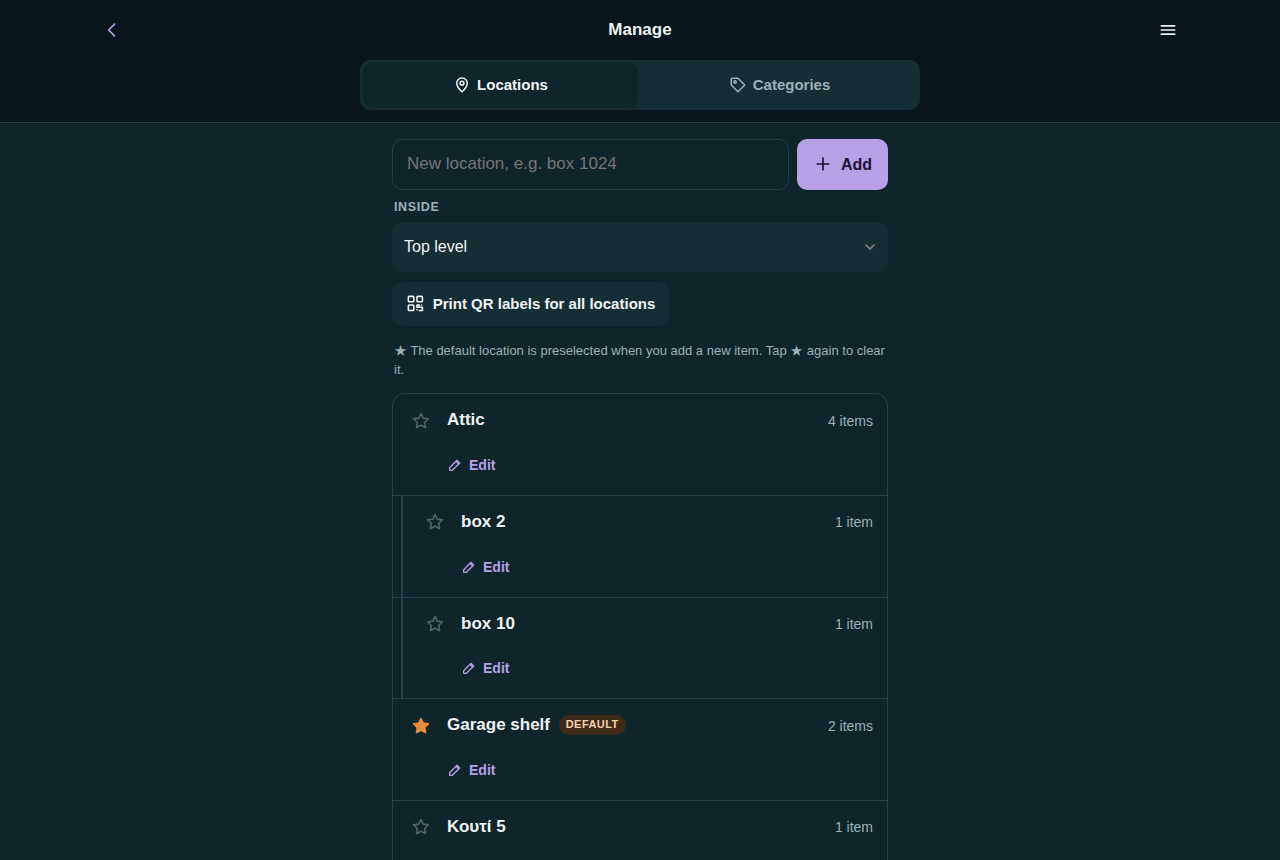 Manage
Locations
Categories
New location, e.g. box 1024
Add
INSIDE
Top level
Print QR labels for all locations
★ The default location is preselected when you add a new item. Tap ★ again to clear
it.
Attic
4 items
Edit
box 2
1 item
Edit
box 10
1 item
Edit
Garage shelf DEFAULT
2 items
Edit
Κουτί 5
1 item